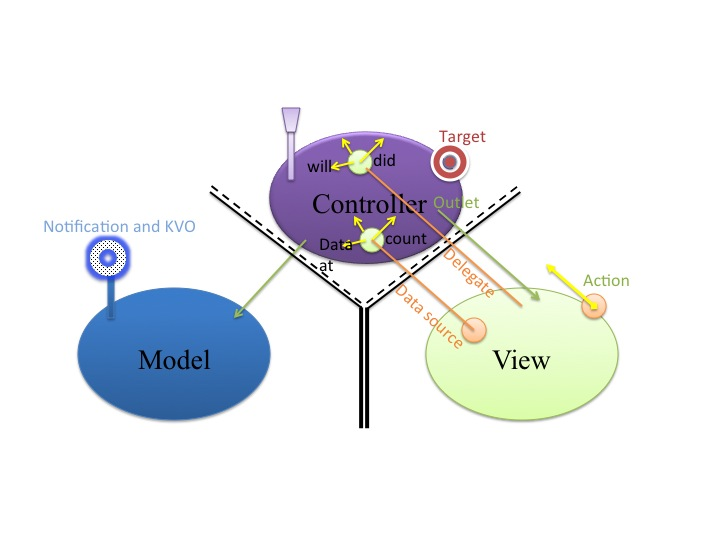 Target
will
did
Controller
Outlet
Notification and KVO
Data
at
count
Delegate
Action
Data source
Model
View